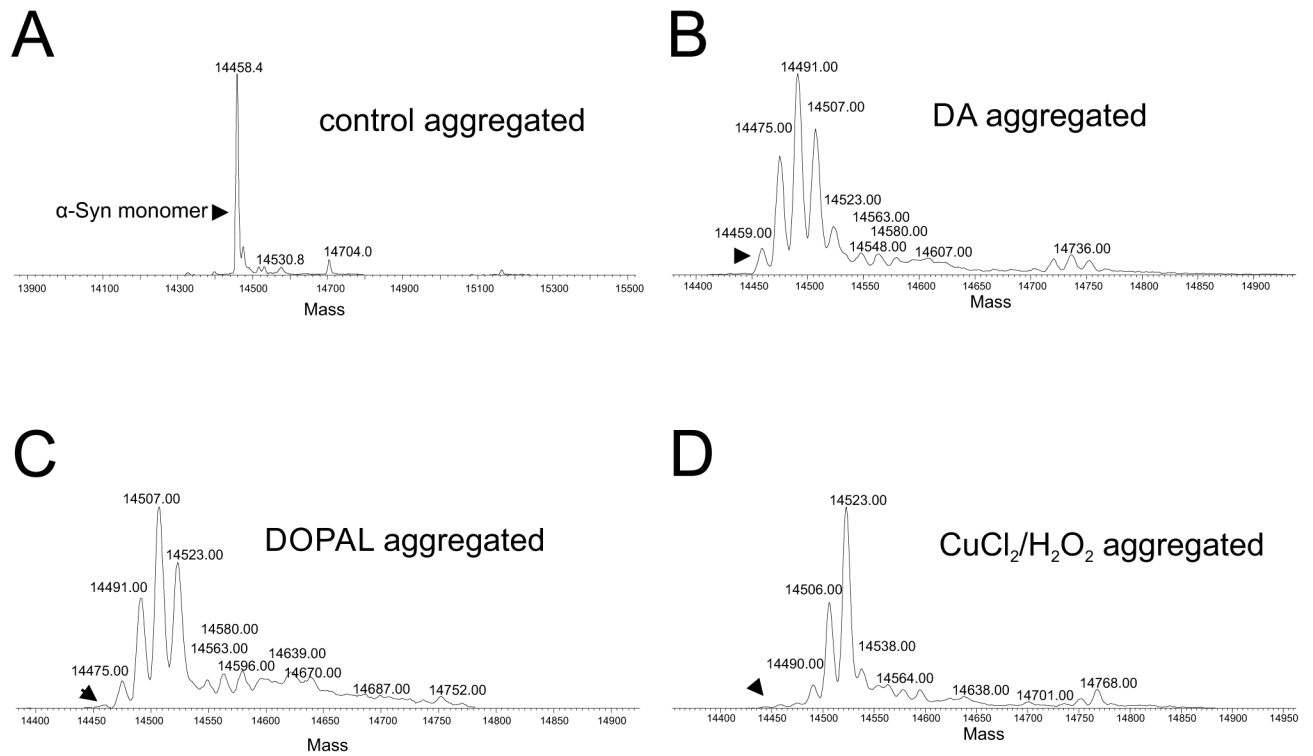 A
14458.4
control aggregated
α-Syn monomer
14530.8
14704.0
13900 14100 14300 14500 14700 14900 15100 15300 15500
Mass
B
14491.00
14507.00
DA aggregated
14475.00
14523.00
14563.00
14459.00
14580.00
14548.00
14607.00
14736.00
14400 14450 14500 14550 14600 14650 14700 14750 14800 14850 14900
Mass
C
14507.00
DOPAL aggregated
14523.00
14491.00
14580.00
14563.00
14639.00
14475.00
14596.00
14670.00
14687.00
14752.00
14400 14450 14500 14550 14600 14650 14700 14750 14800 14850 14900
Mass
D
14523.00
CuCl₂/H₂O₂ aggregated
14506.00
14538.00
14490.00
14564.00
14638.00
14701.00
14768.00
14400 14450 14500 14550 14600 14650 14700 14750 14800 14850 14900 14950
Mass